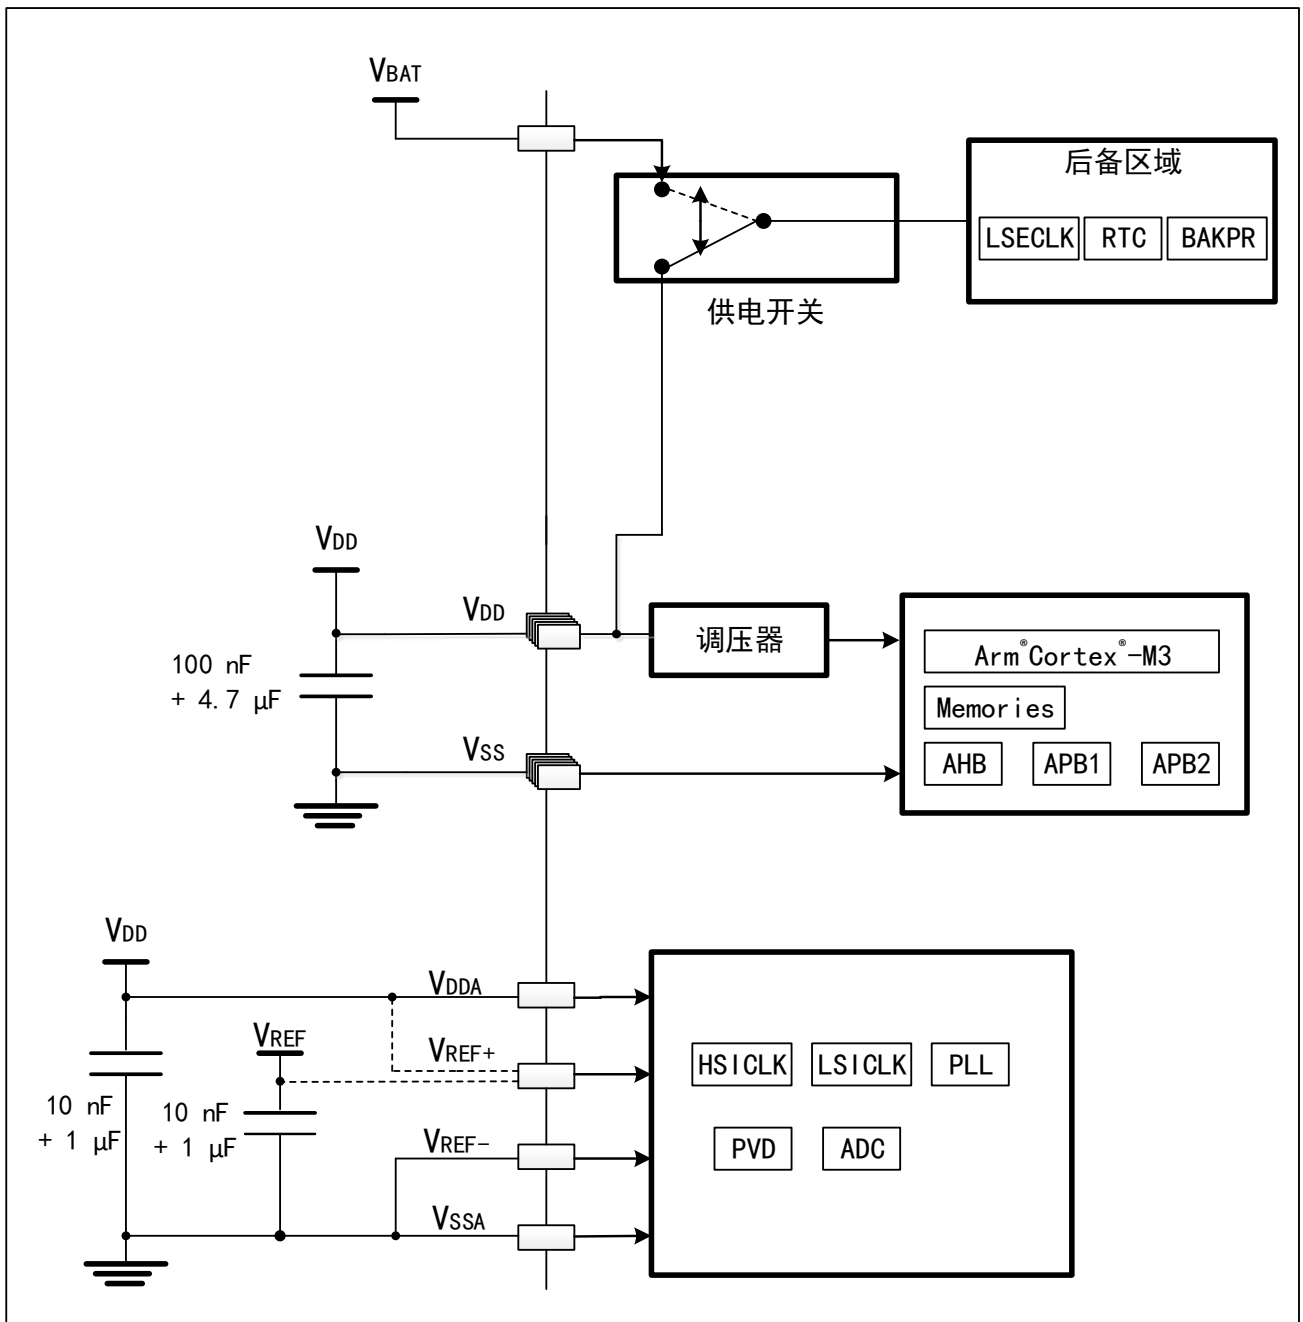 VBAT
后备区域
LSECLK RTC BAKPR
供电开关
VDD
VDD
调压器
100 nF
+ 4.7 μF
Arm®Cortex®-M3
Memories
VSS
AHB APB1 APB2
VDD
VDDA
VREF
VREF+
HSICLK LSICLK PLL
10 nF
+ 1 μF
10 nF
+ 1 μF
VREF-
PVD ADC
VSSA